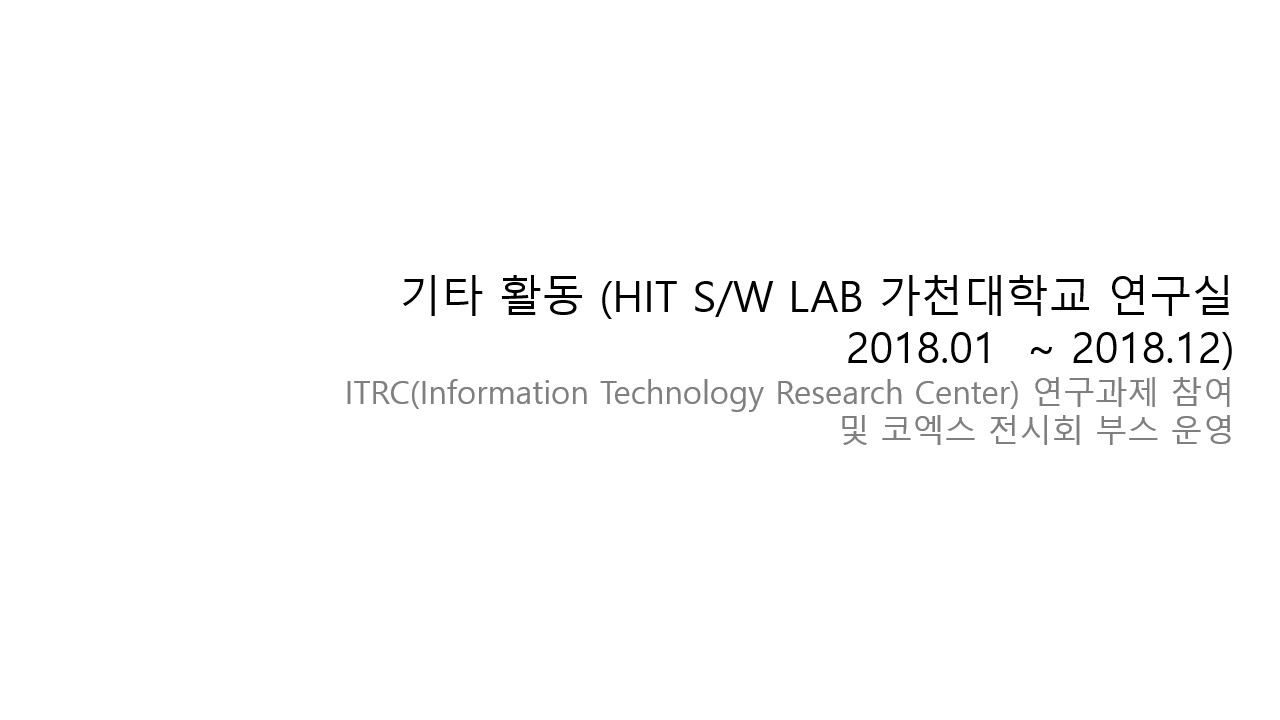 기타 활동 (HIT S/W LAB 가천대학교 연구실
2018.01  ~ 2018.12)
ITRC(Information Technology Research Center) 연구과제 참여
및 코엑스 전시회 부스 운영